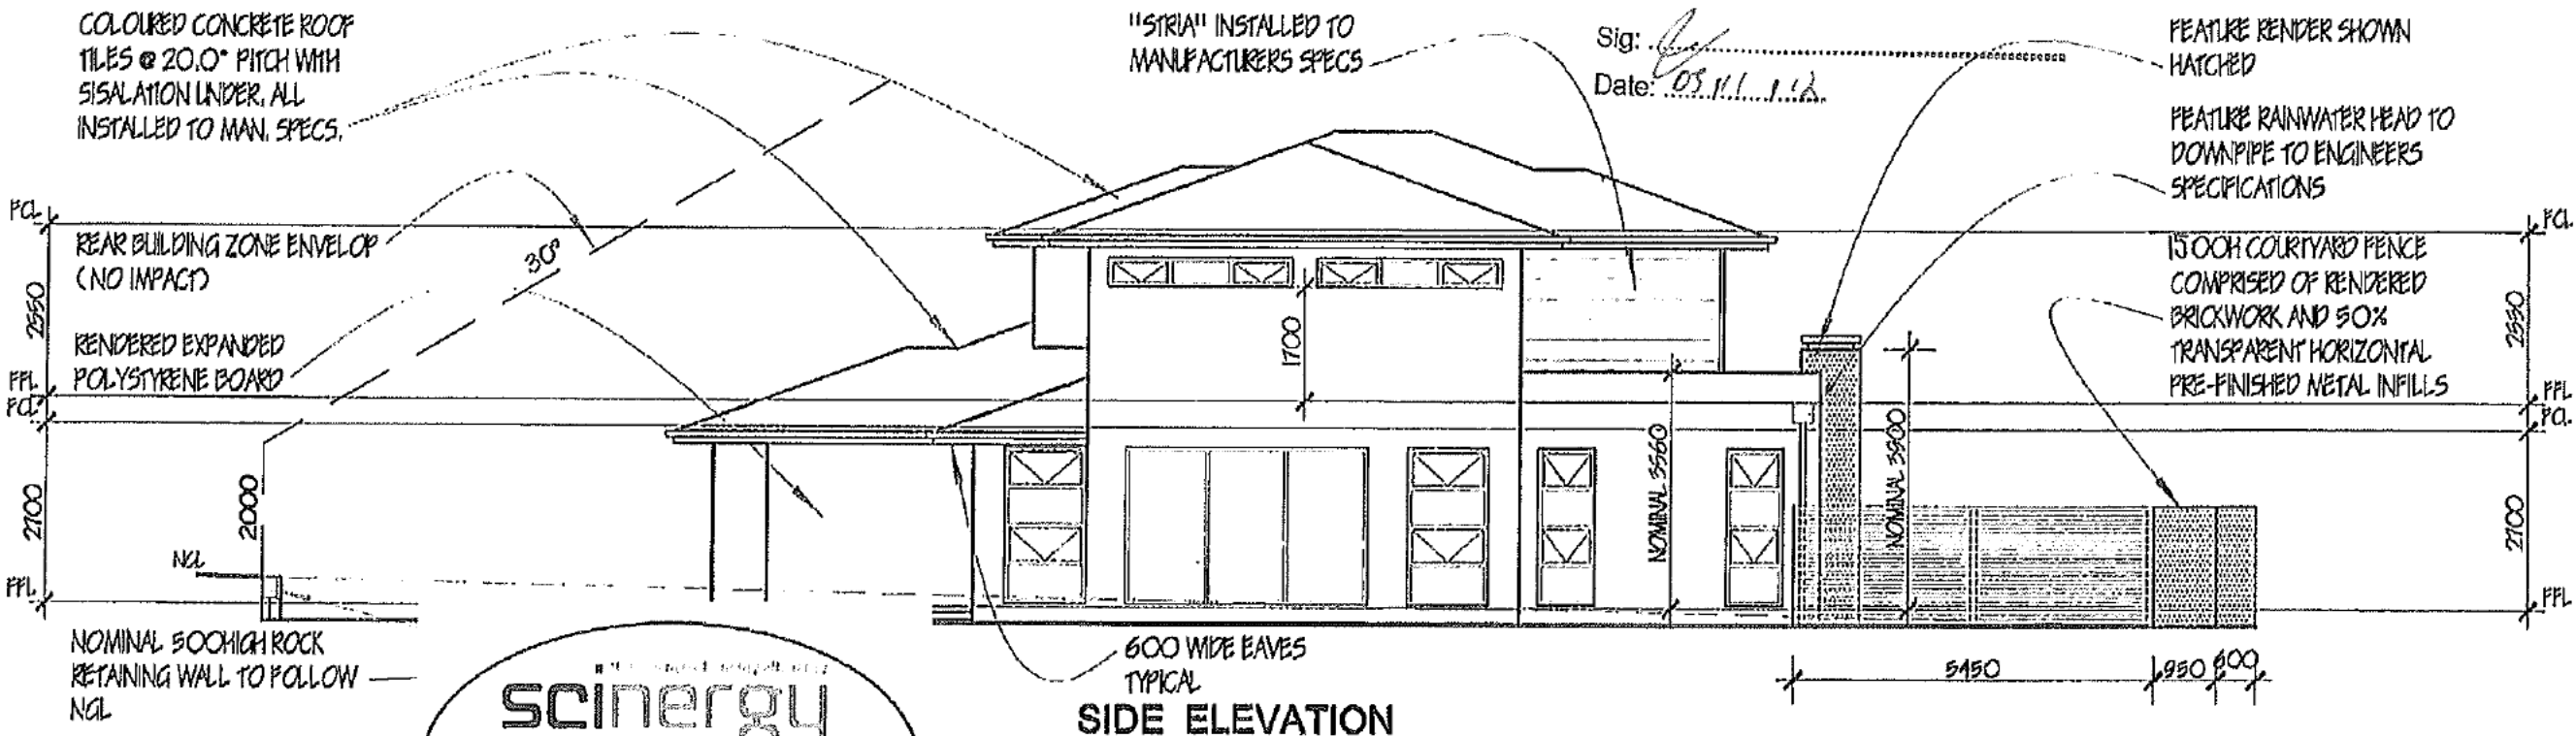 COLOURED CONCRETE ROOF
TILES @ 20.0° PITCH WITH
SISALATION UNDER, ALL
INSTALLED TO MAN. SPECS.
"STRIA" INSTALLED TO
MANUFACTURERS SPECS
Sig:
Date:
FEATURE RENDER SHOWN
HATCHED
FEATURE RAINWATER HEAD TO
DOWNPIPE TO ENGINEERS
SPECIFICATIONS
FCL
REAR BUILDING ZONE ENVELOP
(NO IMPACT)
30°
2550
RENDERED EXPANDED
POLYSTYRENE BOARD
FFL
FCL
2700
2000
NGL
FFL
NOMINAL 500HIGH ROCK
RETAINING WALL TO FOLLOW
NGL
1700
NOMINAL 3560
FCL
1500H COURTYARD FENCE
COMPRISED OF RENDERED
BRICKWORK AND 50%
TRANSPARENT HORIZONTAL
PRE-FINISHED METAL INFILLS
2550
FFL
FCL
2700
FFL
600 WIDE EAVES
TYPICAL
5450
950
600
scinergy
SIDE ELEVATION